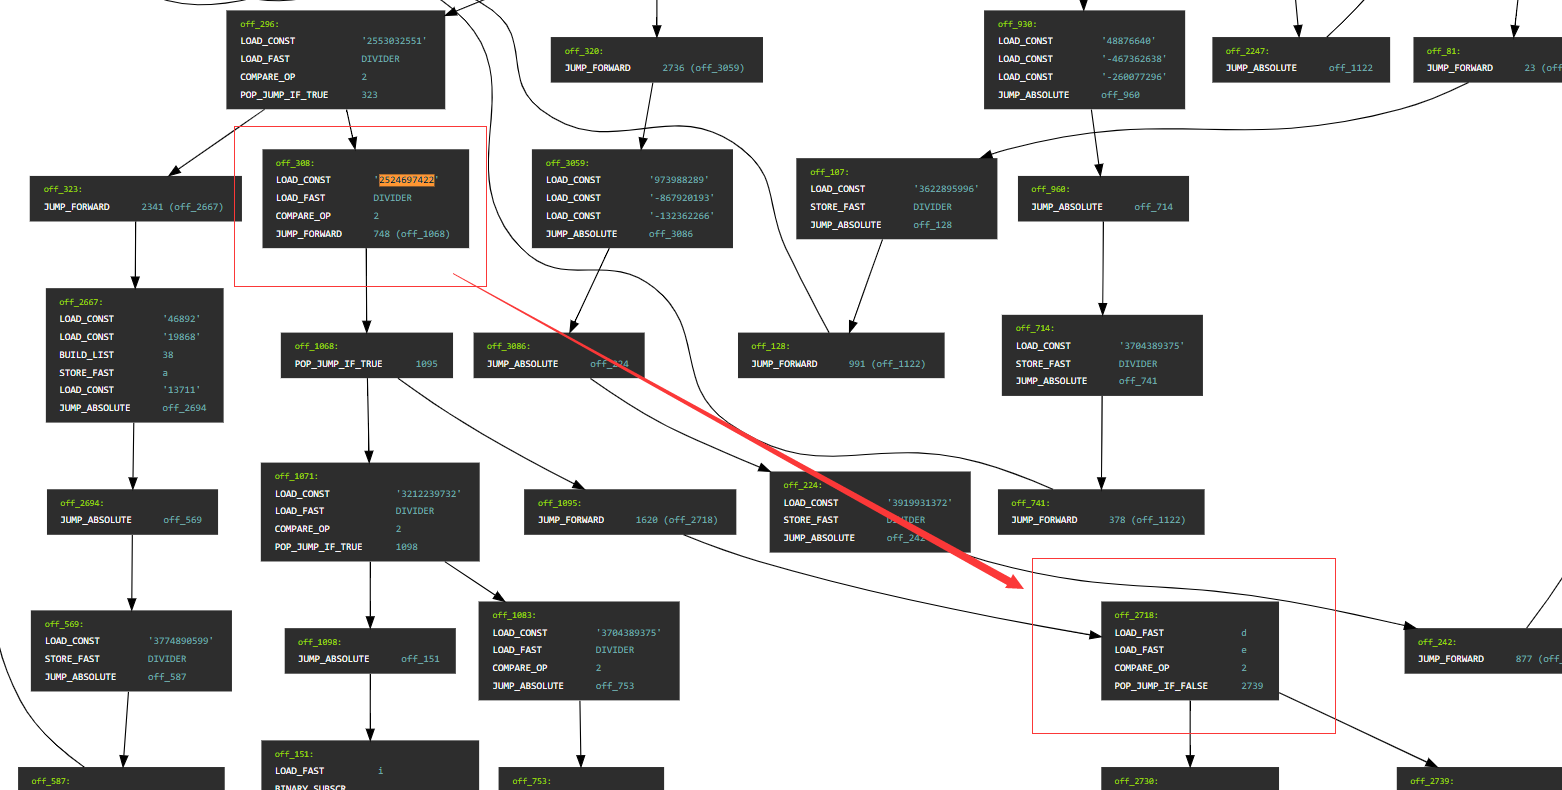 off_296:
LOAD_CONST '2553032551'
LOAD_FAST DIVIDER
COMPARE_OP 2
POP_JUMP_IF_TRUE 323
off_320:
JUMP_FORWARD 2736 (off_3059)
off_930:
LOAD_CONST '48876640'
LOAD_CONST '-467362638'
LOAD_CONST '-260077296'
JUMP_ABSOLUTE off_960
off_2247:
JUMP_ABSOLUTE off_1122
off_81:
JUMP_FORWARD 23 (off
off_323:
JUMP_FORWARD 2341 (off_2667)
off_308:
LOAD_CONST '2524697422'
LOAD_FAST DIVIDER
COMPARE_OP 2
JUMP_FORWARD 748 (off_1068)
off_3059:
LOAD_CONST '973988289'
LOAD_CONST '-867920193'
LOAD_CONST '-132362266'
JUMP_ABSOLUTE off_3086
off_107:
LOAD_CONST '3622895996'
STORE_FAST DIVIDER
JUMP_ABSOLUTE off_128
off_960:
JUMP_ABSOLUTE off_714
off_2667:
LOAD_CONST '46892'
LOAD_CONST '19868'
BUILD_LIST 38
STORE_FAST a
LOAD_CONST '13711'
JUMP_ABSOLUTE off_2694
off_1068:
POP_JUMP_IF_TRUE 1095
off_3086:
JUMP_ABSOLUTE off_224
off_128:
JUMP_FORWARD 991 (off_1122)
off_714:
LOAD_CONST '3704389375'
STORE_FAST DIVIDER
JUMP_ABSOLUTE off_741
off_2694:
JUMP_ABSOLUTE off_569
off_1071:
LOAD_CONST '3212239732'
LOAD_FAST DIVIDER
COMPARE_OP 2
POP_JUMP_IF_TRUE 1098
off_1095:
JUMP_FORWARD 1620 (off_2718)
off_224:
LOAD_CONST '3919931372'
STORE_FAST DIVIDER
JUMP_ABSOLUTE off_242
off_741:
JUMP_FORWARD 378 (off_1122)
off_569:
LOAD_CONST '3774890599'
STORE_FAST DIVIDER
JUMP_ABSOLUTE off_587
off_1098:
JUMP_ABSOLUTE off_151
off_1083:
LOAD_CONST '3704389375'
LOAD_FAST DIVIDER
COMPARE_OP 2
JUMP_ABSOLUTE off_753
off_2718:
LOAD_FAST d
LOAD_FAST e
COMPARE_OP 2
POP_JUMP_IF_FALSE 2739
off_242:
JUMP_FORWARD 877 (off_
off_587:
off_151:
LOAD_FAST i
BINARY_SUBSCR
off_753:
off_2730:
off_2739: